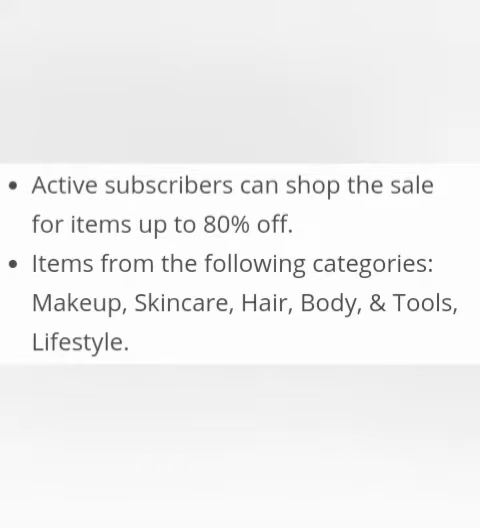 • Active subscribers can shop the sale
for items up to 80% off.
• Items from the following categories:
Makeup, Skincare, Hair, Body, & Tools,
Lifestyle.